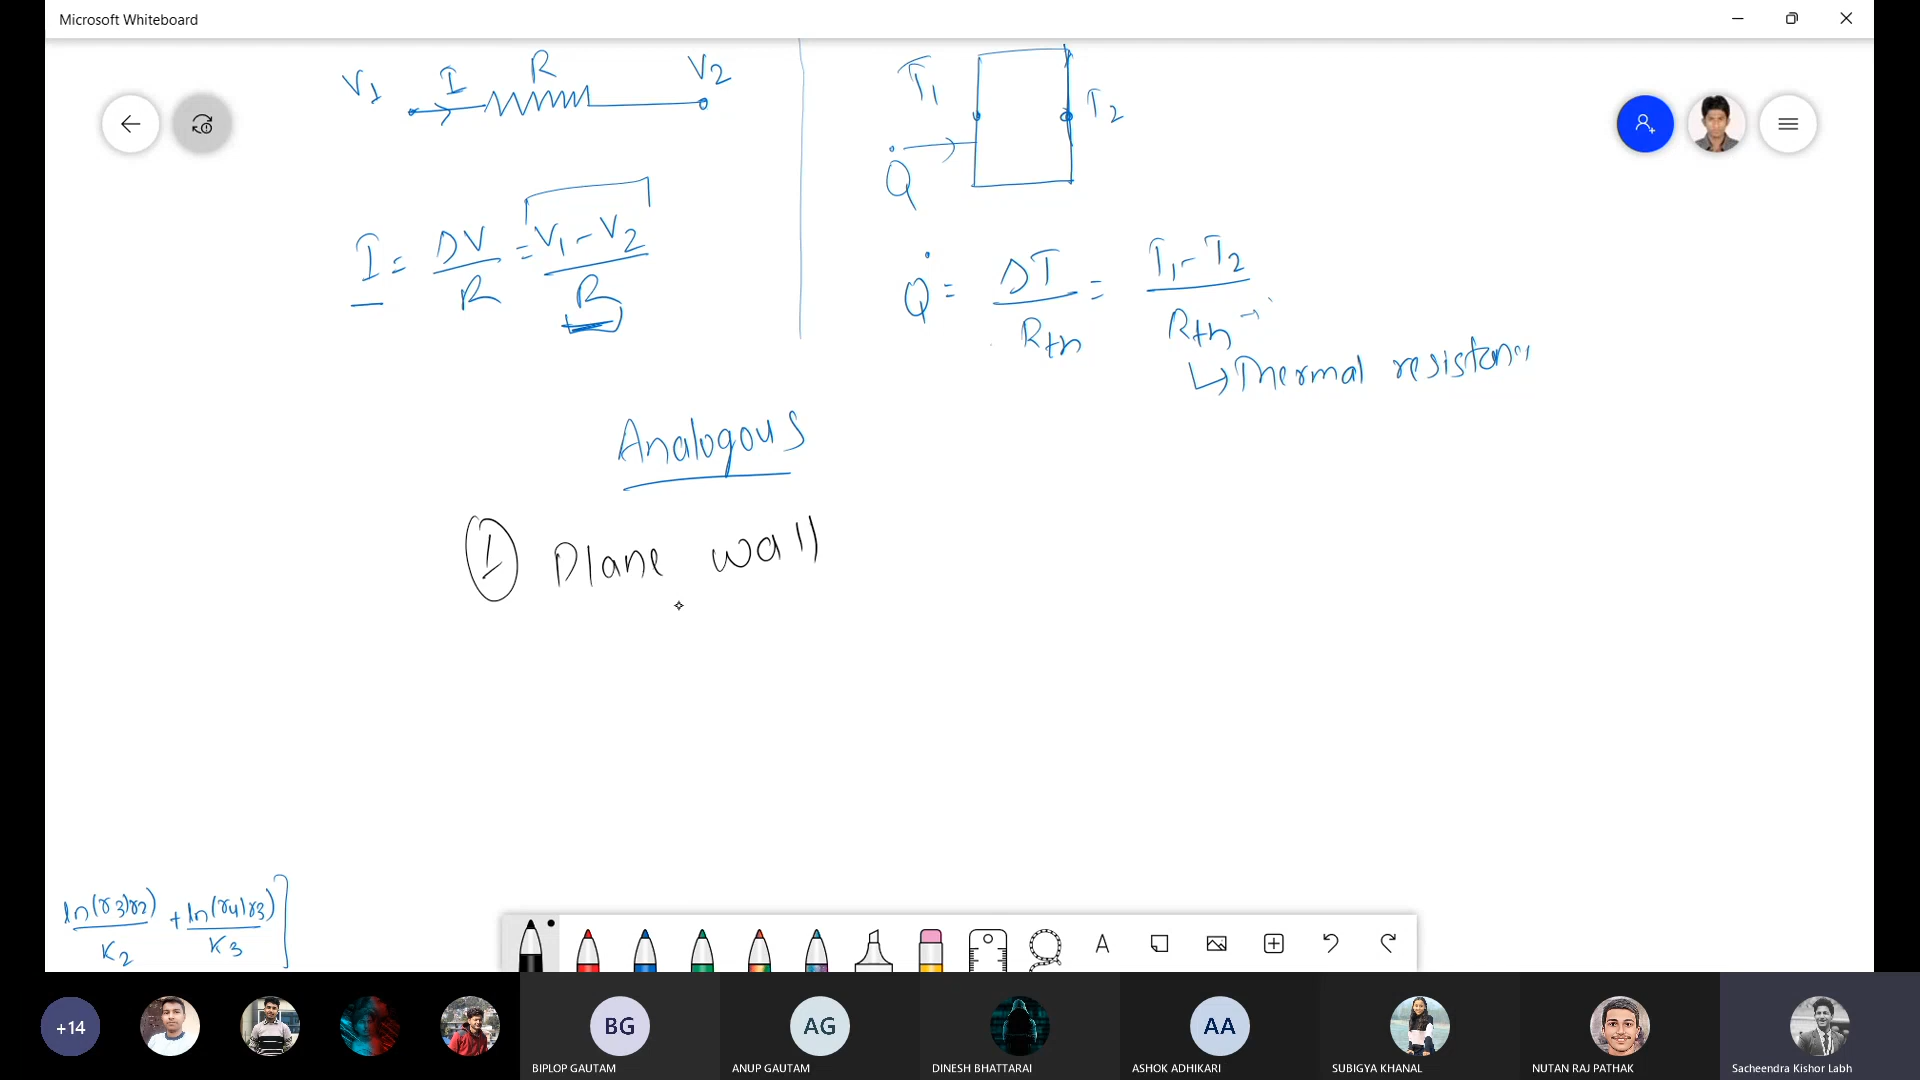 Microsoft Whiteboard
V1 I R V2
T1 T2
Q̇
I = ΔV/R = V1-V2/R
Q̇ = ΔT/Rth = T1-T2/Rth
↳ Thermal resistanc
Analogous
① Plane wall
ln(r3/r2)/K2 + ln(r4/r3)/K3 ]
A
+14
BG
AG
AA
BIPLOP GAUTAM
ANUP GAUTAM
DINESH BHATTARAI
ASHOK ADHIKARI
SUBIGYA KHANAL
NUTAN RAJ PATHAK
Sacheendra Kishor Labh